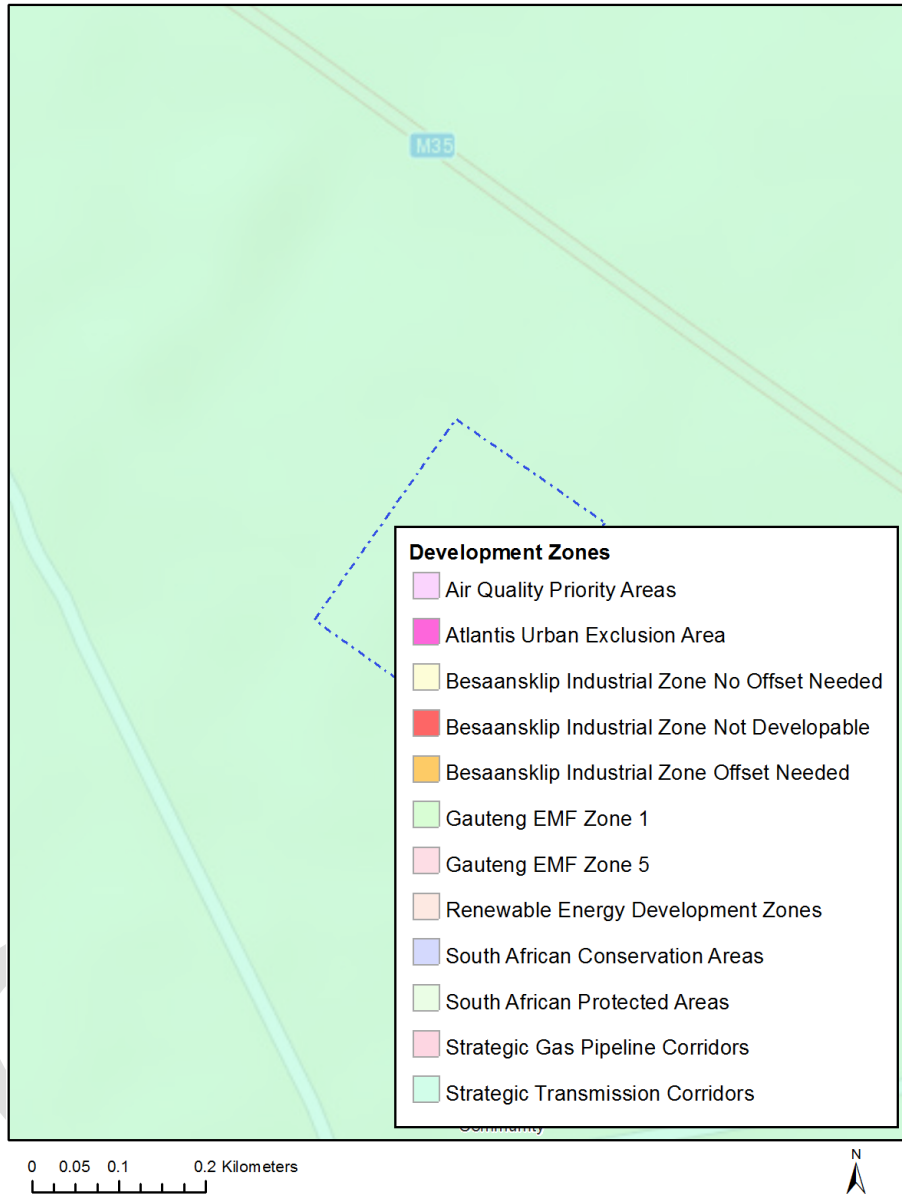 M35
Development Zones
Air Quality Priority Areas
Atlantis Urban Exclusion Area
Besaansklip Industrial Zone No Offset Needed
Besaansklip Industrial Zone Not Developable
Besaansklip Industrial Zone Offset Needed
Gauteng EMF Zone 1
Gauteng EMF Zone 5
Renewable Energy Development Zones
South African Conservation Areas
South African Protected Areas
Strategic Gas Pipeline Corridors
Strategic Transmission Corridors
Community
0 0.05 0.1 0.2 Kilometers
N